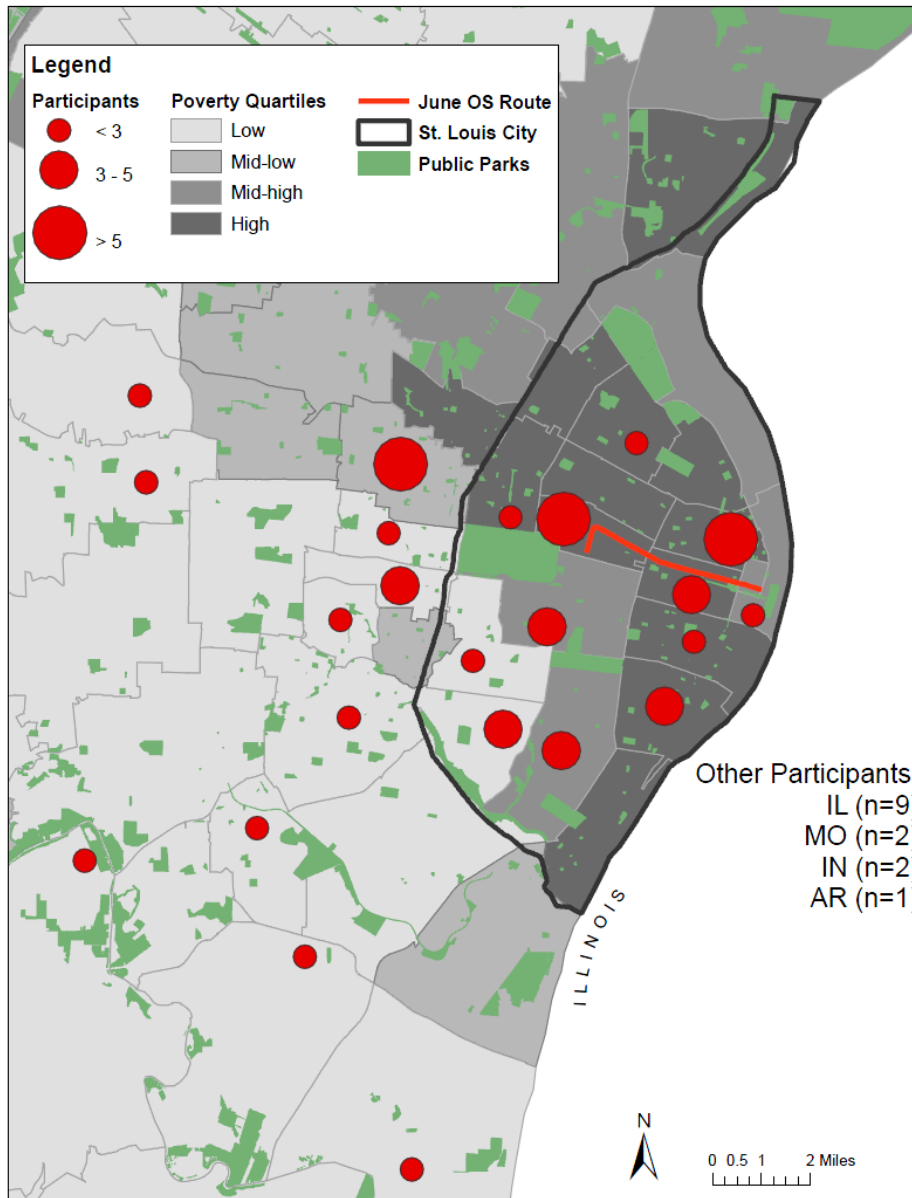 Legend
Participants
< 3
3 - 5
> 5
Poverty Quartiles
Low
Mid-low
Mid-high
High
June OS Route
St. Louis City
Public Parks
Other Participants
IL (n=9)
MO (n=2)
IN (n=2)
AR (n=1)
ILLINOIS
N
0 0.5 1 2 Miles